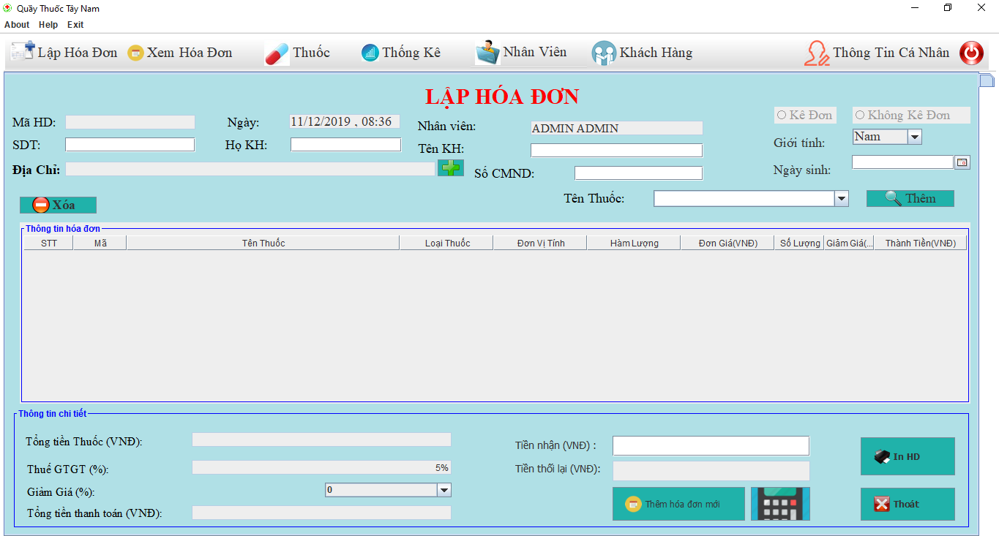 Quầy Thuốc Tây Nam
About Help Exit
Lập Hóa Đơn Xem Hóa Đơn Thuốc Thống Kê Nhân Viên Khách Hàng Thông Tin Cá Nhân
LẬP HÓA ĐƠN
Mã HD: Ngày: 11/12/2019 , 08:36 Nhân viên: ADMIN ADMIN Kê Đơn Không Kê Đơn
SDT: Họ KH: Tên KH: Giới tính: Nam
Địa Chỉ: Số CMND: Ngày sinh:
Xóa Tên Thuốc: Thêm
Thông tin hóa đơn
STT Mã Tên Thuốc Loại Thuốc Đơn Vị Tính Hàm Lượng Đơn Giá(VNĐ) Số Lượng Giảm Giá(... Thành Tiền(VNĐ)
Thông tin chi tiết
Tổng tiền Thuốc (VNĐ): Tiền nhận (VNĐ) : In HD
Thuế GTGT (%): 5% Tiền thối lại (VNĐ):
Giảm Giá (%): 0 Thêm hóa đơn mới Thoát
Tổng tiền thanh toán (VNĐ):